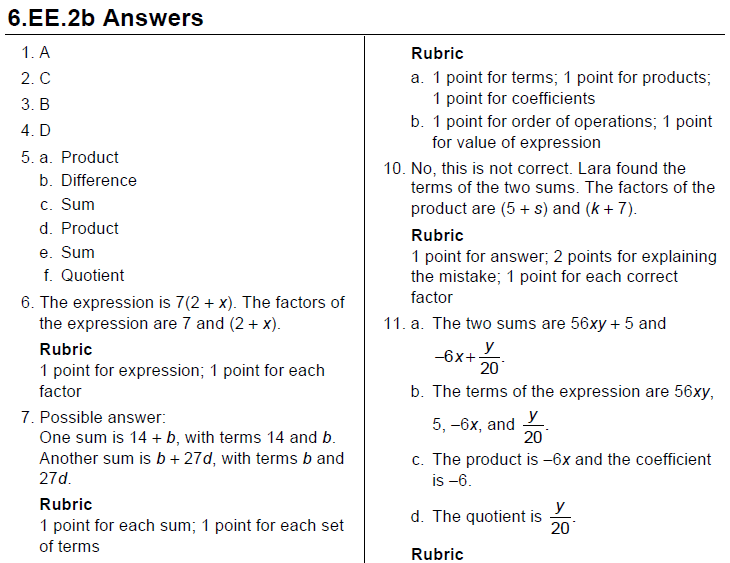 6.EE.2b Answers
1. A
2. C
3. B
4. D
5. a. Product
b. Difference
c. Sum
d. Product
e. Sum
f. Quotient
6. The expression is 7(2 + x). The factors of
the expression are 7 and (2 + x).
Rubric
1 point for expression; 1 point for each
factor
7. Possible answer:
One sum is 14 + b, with terms 14 and b.
Another sum is b + 27d, with terms b and
27d.
Rubric
1 point for each sum; 1 point for each set
of terms
Rubric
a. 1 point for terms; 1 point for products;
1 point for coefficients
b. 1 point for order of operations; 1 point
for value of expression
10. No, this is not correct. Lara found the
terms of the two sums. The factors of the
product are (5 + s) and (k + 7).
Rubric
1 point for answer; 2 points for explaining
the mistake; 1 point for each correct
factor
11. a. The two sums are 56xy + 5 and
–6x + y/20.
b. The terms of the expression are 56xy,
5, –6x, and y/20.
c. The product is –6x and the coefficient
is –6.
d. The quotient is y/20.
Rubric